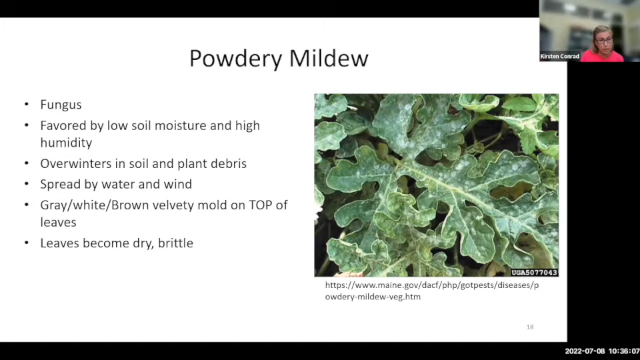 Kirsten Conrad
Powdery Mildew
• Fungus
• Favored by low soil moisture and high
humidity
• Overwinters in soil and plant debris
• Spread by water and wind
• Gray/white/Brown velvety mold on TOP of
leaves
• Leaves become dry, brittle
UGA5077043
https://www.maine.gov/dacf/php/gotpests/diseases/p
owdery-mildew-veg.htm
18
2022-07-08 10:36:07